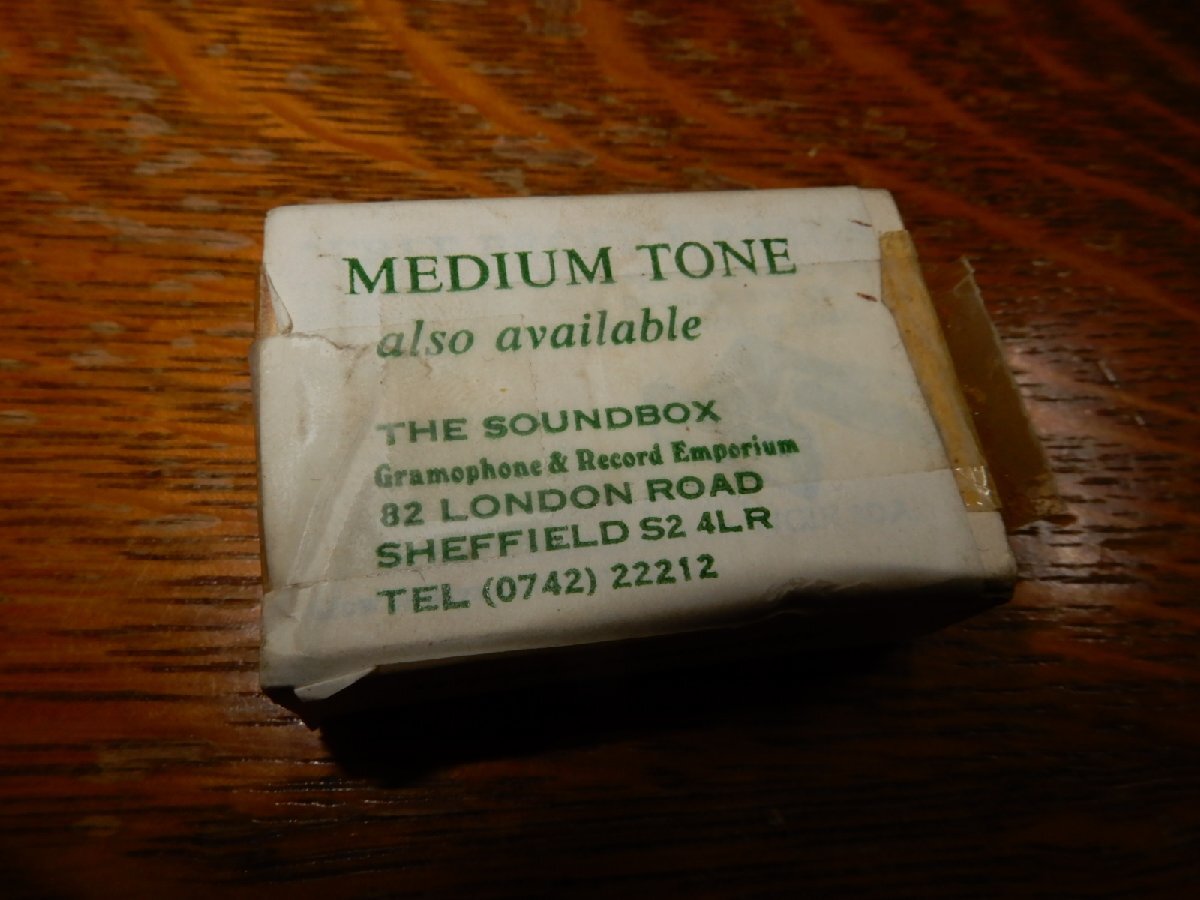 MEDIUM TONE
also available
THE SOUNDBOX
Gramophone & Record Emporium
82 LONDON ROAD
SHEFFIELD S2 4LR
TEL (0742) 22212